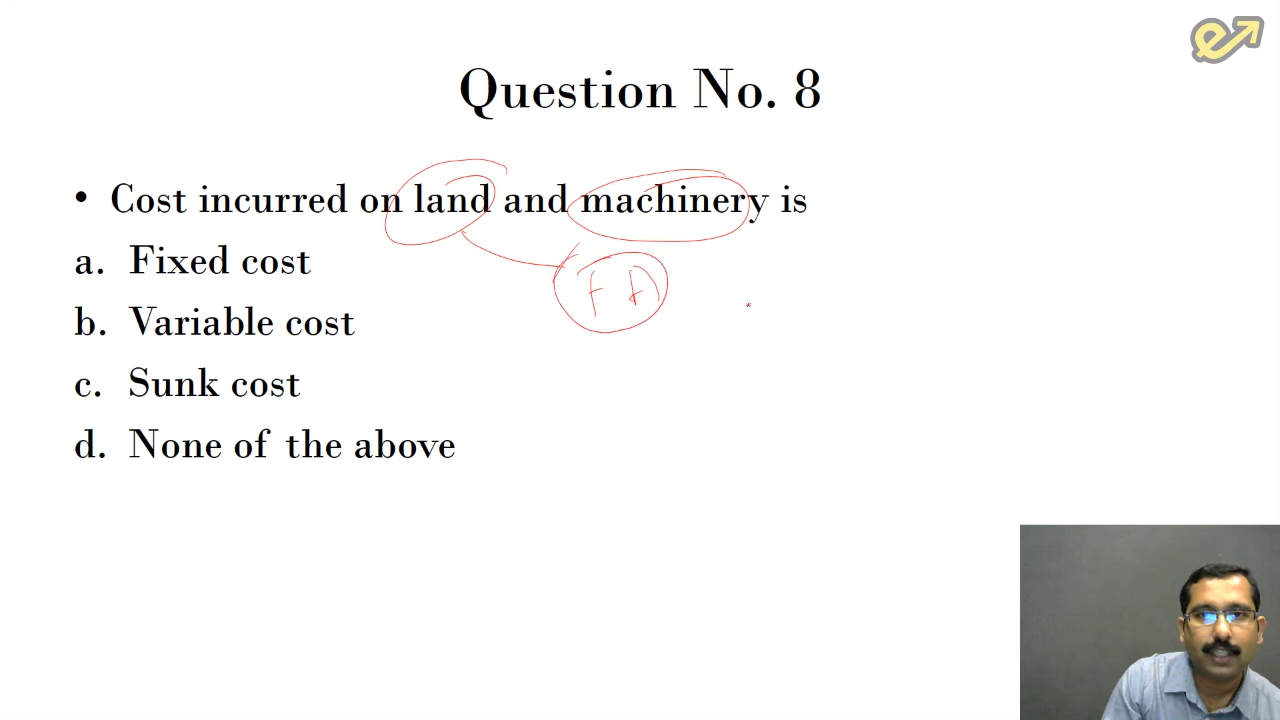 Question No. 8
• Cost incurred on land and machinery is
a. Fixed cost
b. Variable cost
c. Sunk cost
d. None of the above